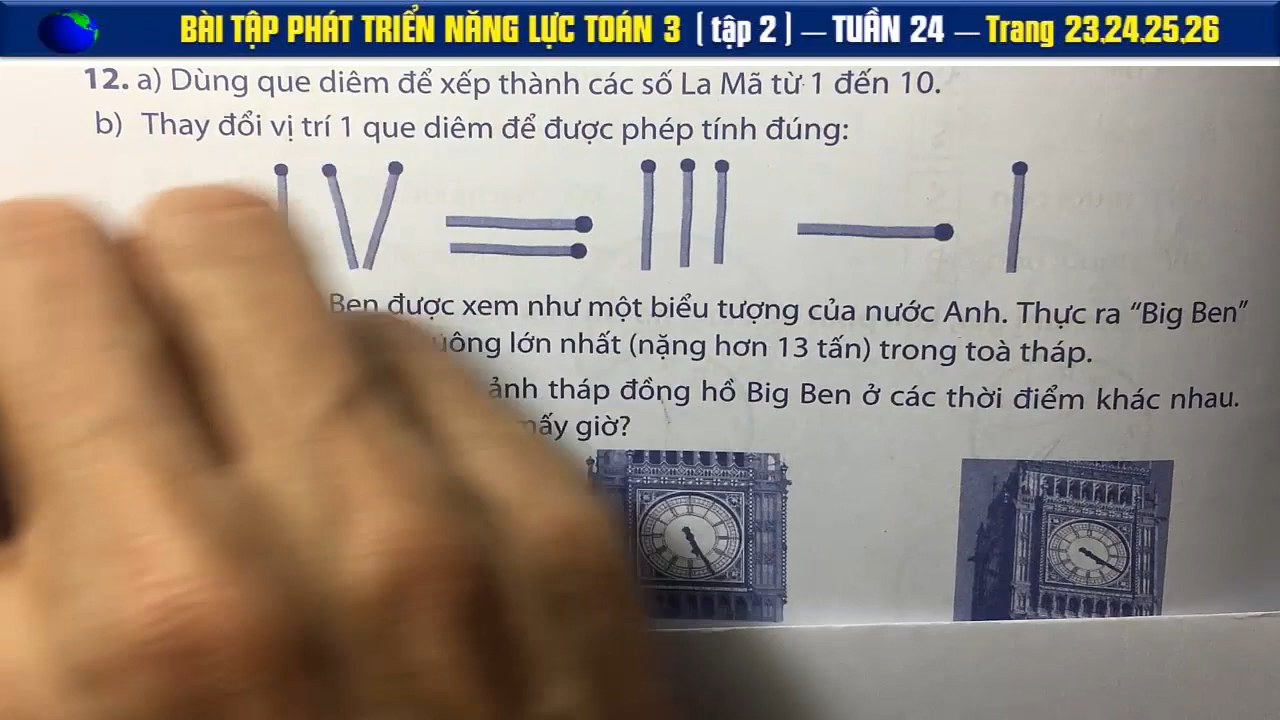 BÀI TẬP PHÁT TRIỂN NĂNG LỰC TOÁN 3 ( tập 2 ) – TUẦN 24 – Trang 23,24,25,26
12. a) Dùng que diêm để xếp thành các số La Mã từ 1 đến 10.
b) Thay đổi vị trí 1 que diêm để được phép tính đúng:
IV = III – I
Ben được xem như một biểu tượng của nước Anh. Thực ra “Big Ben”
lớn nhất (nặng hơn 13 tấn) trong toà tháp.
ảnh tháp đồng hồ Big Ben ở các thời điểm khác nhau.
mấy giờ?